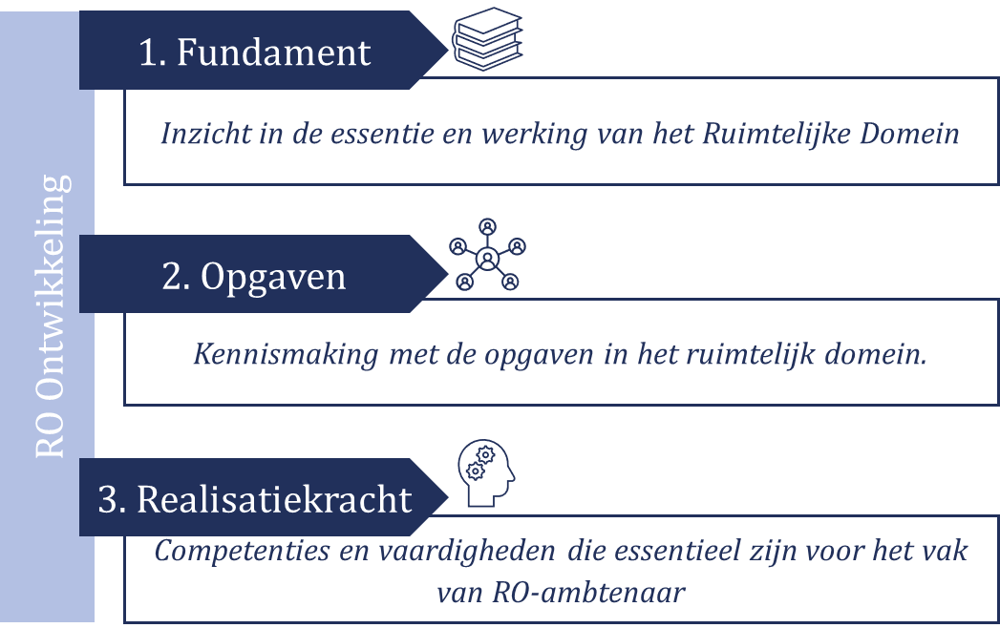 RO Ontwikkeling
1. Fundament
Inzicht in de essentie en werking van het Ruimtelijke Domein
2. Opgaven
Kennismaking met de opgaven in het ruimtelijk domein.
3. Realisatiekracht
Competenties en vaardigheden die essentieel zijn voor het vak
van RO-ambtenaar